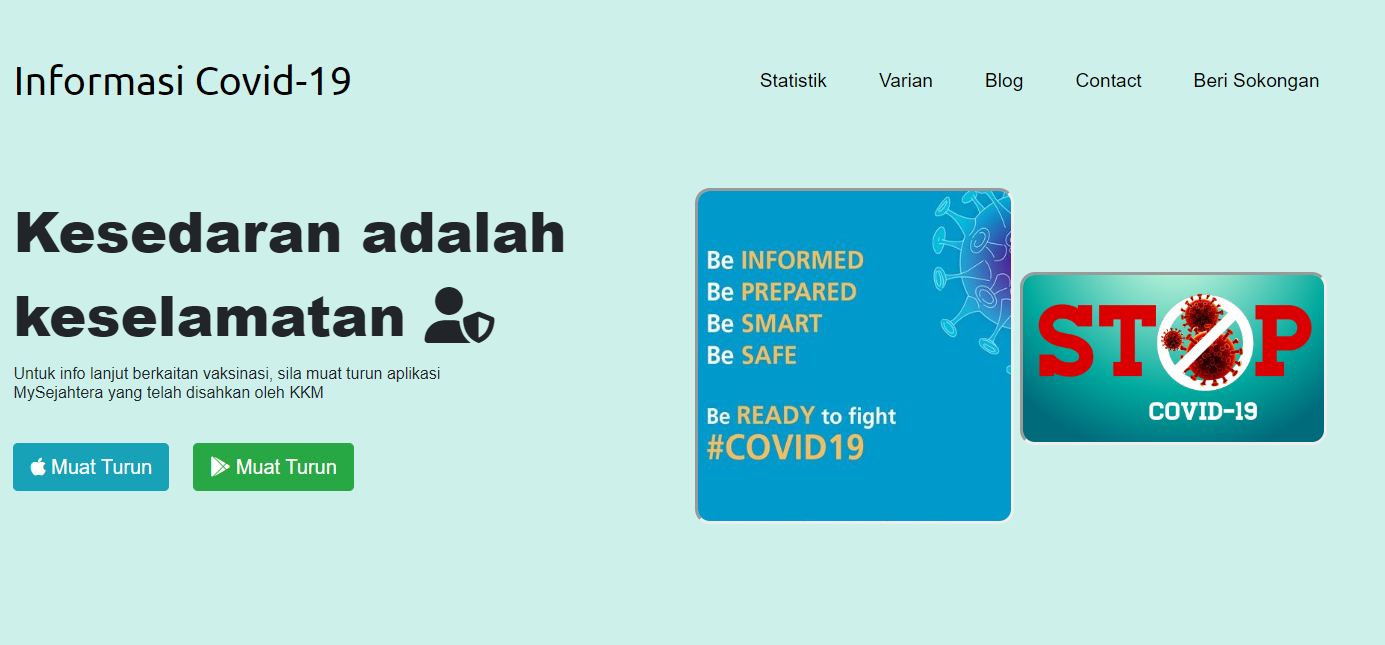 Informasi Covid-19
Statistik
Varian
Blog
Contact
Beri Sokongan
Kesedaran adalah
keselamatan
Untuk info lanjut berkaitan vaksinasi, sila muat turun aplikasi
MySejahtera yang telah disahkan oleh KKM
Muat Turun
Muat Turun
Be INFORMED
Be PREPARED
Be SMART
Be SAFE
Be READY to fight
#COVID19
STOP
COVID-19